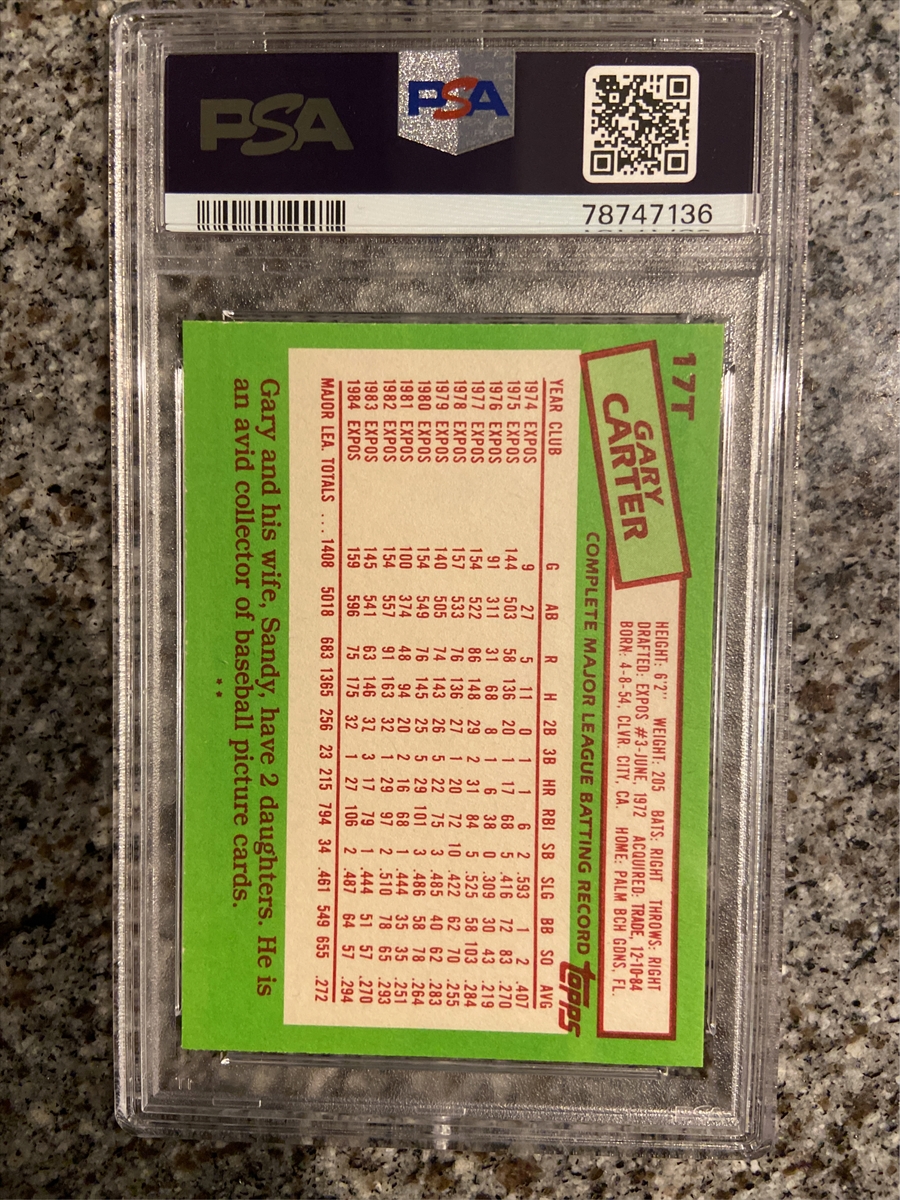 PSA
PSA
78747136
17T
GARY
CARTER
HEIGHT: 6'2" WEIGHT: 205 BATS: RIGHT THROWS: RIGHT
DRAFTED: EXPOS #3-JUNE, 1972 ACQUIRED: TRADE, 12-10-84
BORN: 4-8-54, CLVR. CITY, CA. HOME: PALM BCH GDNS, FL.
COMPLETE MAJOR LEAGUE BATTING RECORD topps
YEAR CLUB G AB R H 2B 3B HR RBI SB SLG BB SO AVG
1974 EXPOS 9 27 5 11 0 1 1 6 2 .593 1 2 .407
1975 EXPOS 144 503 58 136 20 1 17 68 5 .416 72 83 .270
1976 EXPOS 91 311 31 68 8 1 6 38 0 .309 30 43 .219
1977 EXPOS 154 522 86 148 29 2 31 84 5 .525 58 103 .284
1978 EXPOS 157 533 76 136 27 1 20 72 10 .422 62 70 .255
1979 EXPOS 140 505 74 143 26 5 22 75 3 .485 40 62 .283
1980 EXPOS 154 549 76 145 25 5 29 101 3 .486 58 78 .264
1981 EXPOS 100 374 48 94 20 2 16 68 1 .444 35 35 .251
1982 EXPOS 154 557 91 163 32 1 29 97 2 .510 78 65 .293
1983 EXPOS 145 541 63 146 37 3 17 79 1 .444 51 57 .270
1984 EXPOS 159 596 75 175 32 1 27 106 2 .487 64 57 .294
MAJOR LEA. TOTALS ... 1408 5018 683 1365 256 23 215 794 34 .461 549 655 .272
Gary and his wife, Sandy, have 2 daughters. He is
an avid collector of baseball picture cards.
**